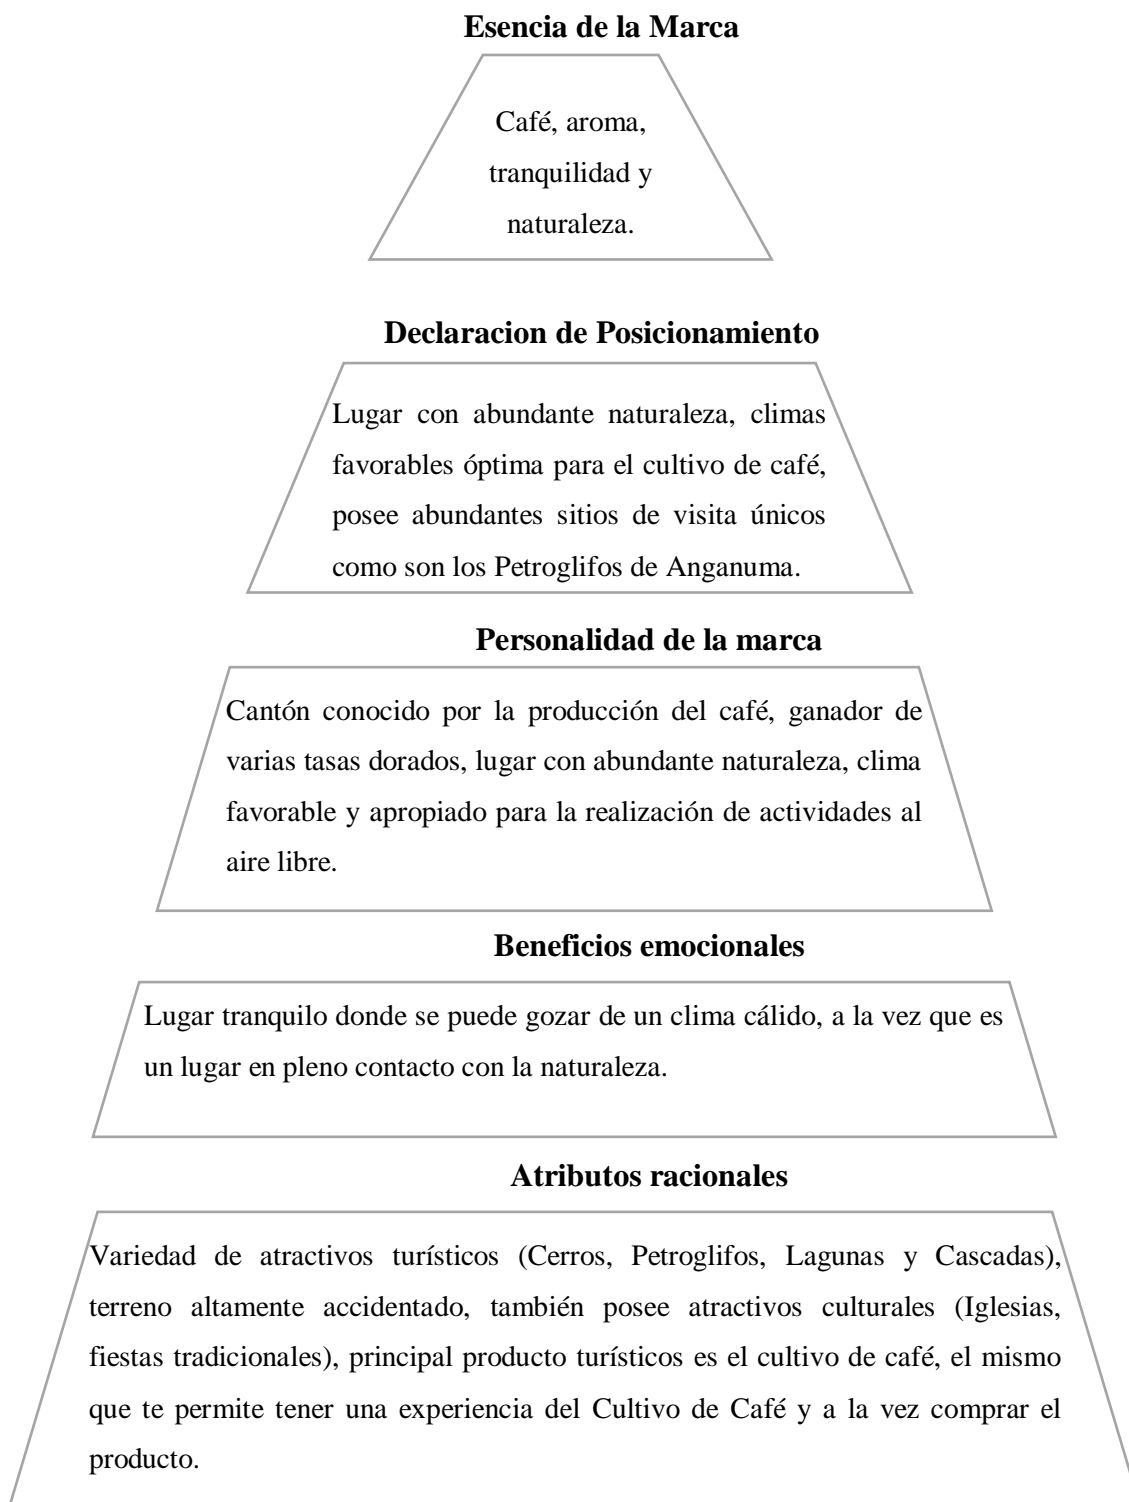 Esencia de la Marca
Café, aroma,
tranquilidad y
naturaleza.
Declaracion de Posicionamiento
Lugar con abundante naturaleza, climas
favorables óptima para el cultivo de café,
posee abundantes sitios de visita únicos
como son los Petroglifos de Anganuma.
Personalidad de la marca
Cantón conocido por la producción del café, ganador de
varias tasas dorados, lugar con abundante naturaleza, clima
favorable y apropiado para la realización de actividades al
aire libre.
Beneficios emocionales
Lugar tranquilo donde se puede gozar de un clima cálido, a la vez que es
un lugar en pleno contacto con la naturaleza.
Atributos racionales
Variedad de atractivos turísticos (Cerros, Petroglifos, Lagunas y Cascadas),
terreno altamente accidentado, también posee atractivos culturales (Iglesias,
fiestas tradicionales), principal producto turísticos es el cultivo de café, el mismo
que te permite tener una experiencia del Cultivo de Café y a la vez comprar el
producto.